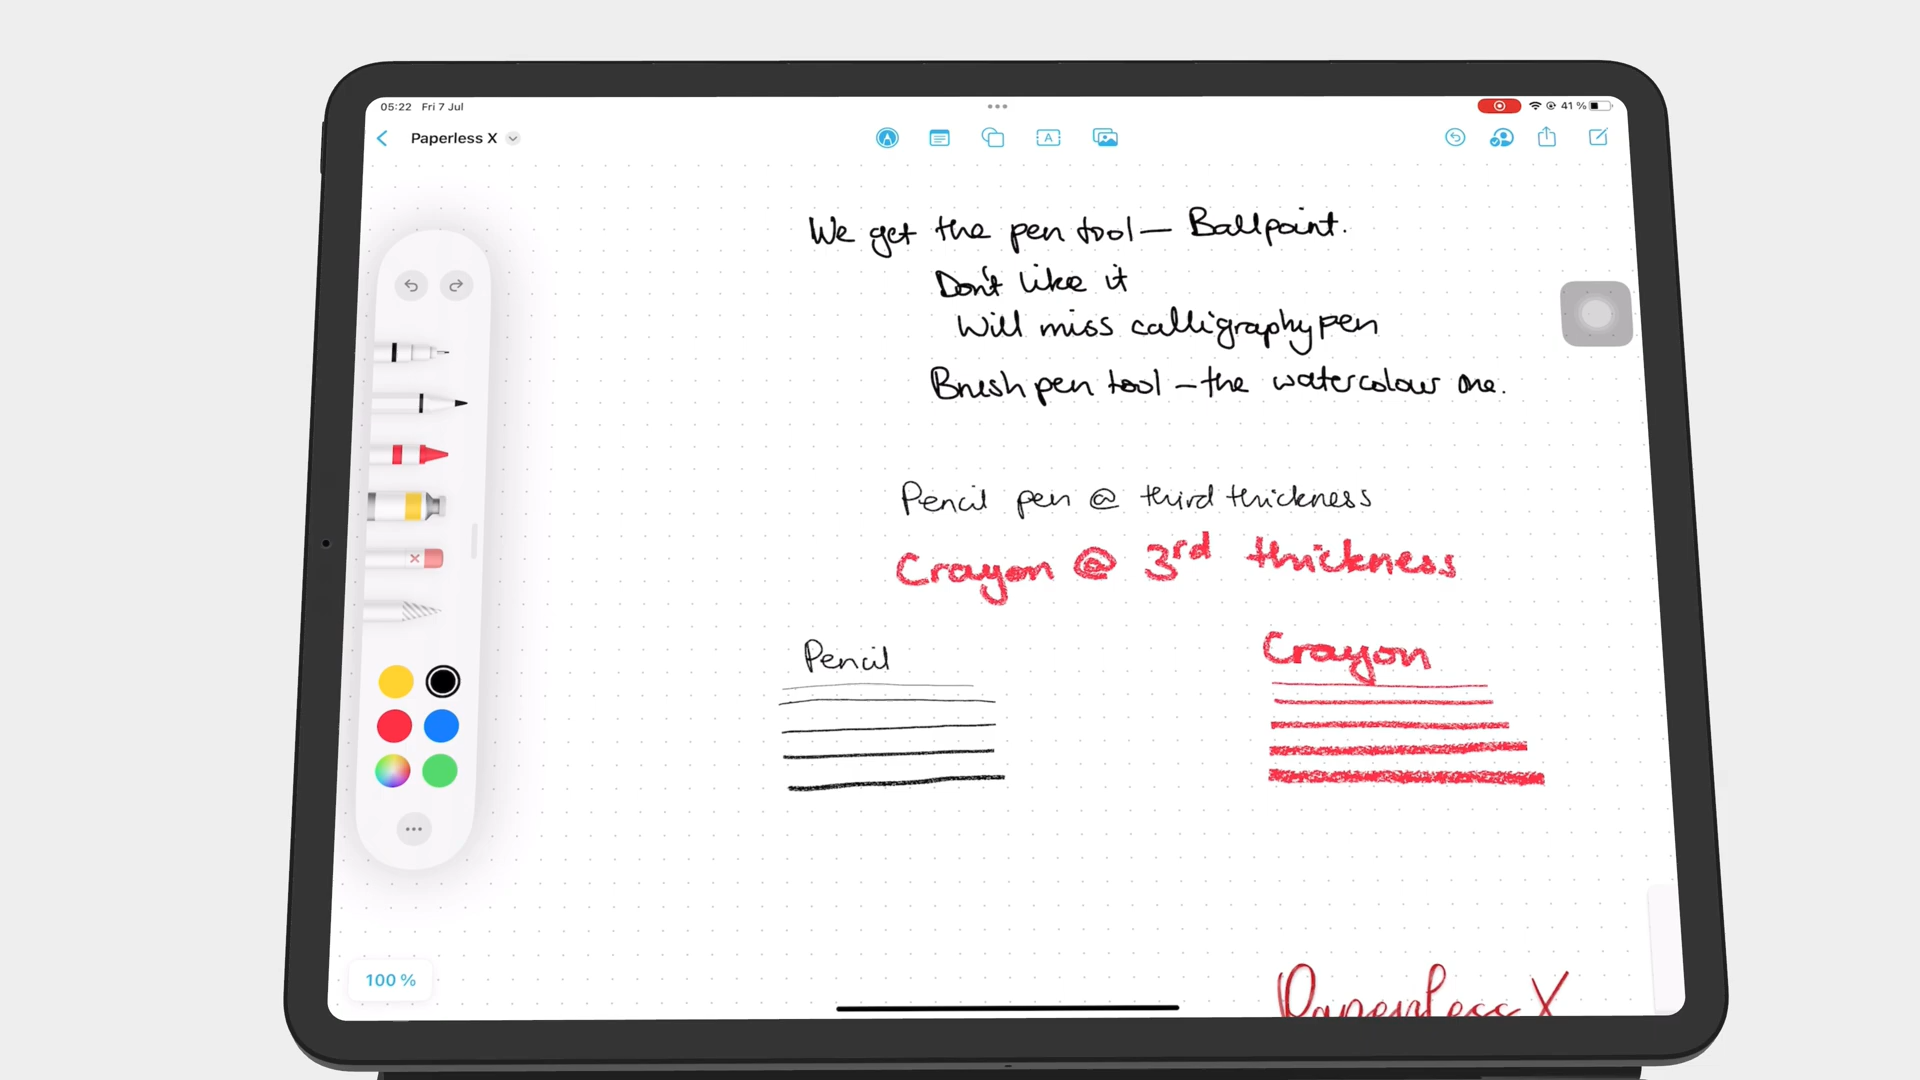 05:22 Fri 7 Jul
41 %
Paperless X
A
We get the pen tool — Ballpoint.
Don't like it
Will miss calligraphy pen
Brush pen tool – the watercolour one.
Pencil pen @ third thickness
Crayon @ 3rd thickness
Pencil
Crayon
100 %
Paperless X